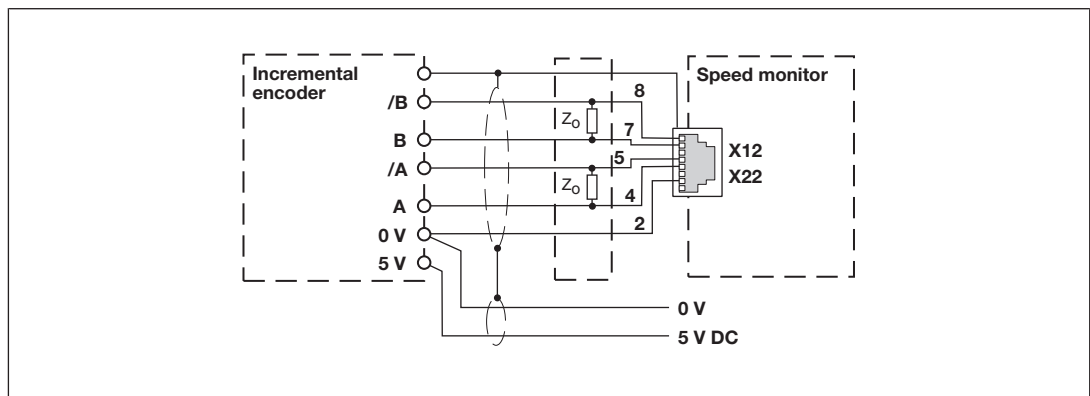 Incremental
encoder
Speed monitor
/B
8
Z0
B
7
X12
/A
5
X22
Z0
A
4
0 V
2
5 V
0 V
5 V DC